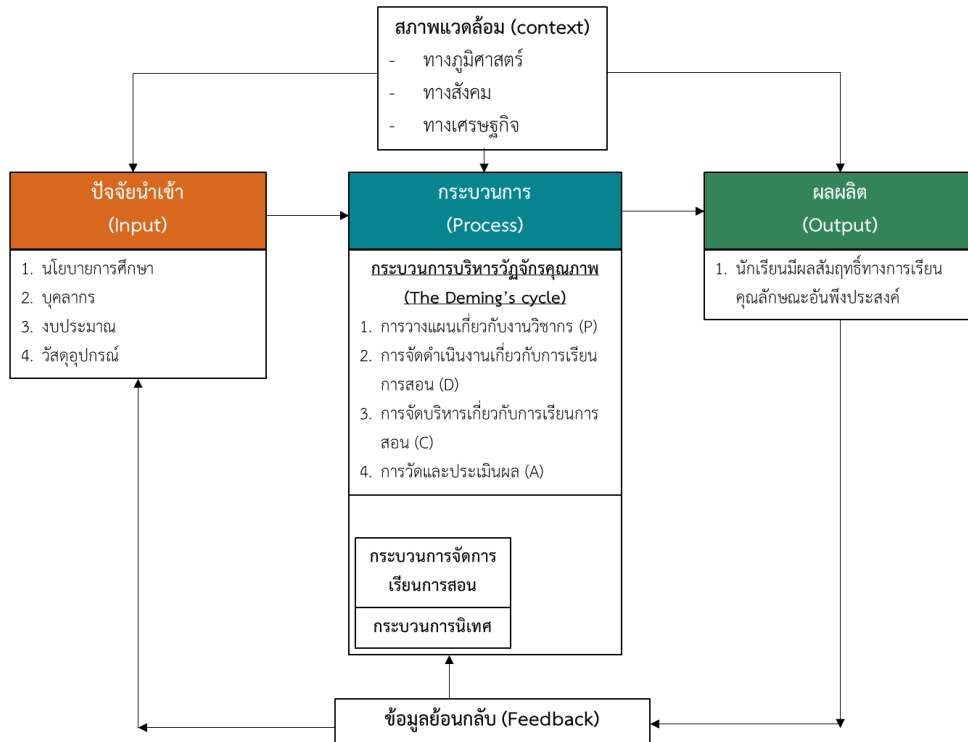 สภาพแวดล้อม (context)
- ทางภูมิศาสตร์
- ทางสังคม
- ทางเศรษฐกิจ
ปัจจัยนำเข้า
(Input)
1. นโยบายการศึกษา
2. บุคลากร
3. งบประมาณ
4. วัสดุอุปกรณ์
กระบวนการ
(Process)
กระบวนการบริหารวัฏจักรคุณภาพ
(The Deming's cycle)
1. การวางแผนเกี่ยวกับงานวิชากร (P)
2. การจัดดำเนินงานเกี่ยวกับการเรียน
การสอน (D)
3. การจัดบริหารเกี่ยวกับการเรียนการ
สอน (C)
4. การวัดและประเมินผล (A)
กระบวนการจัดการ
เรียนการสอน
กระบวนการนิเทศ
ผลผลิต
(Output)
1. นักเรียนมีผลสัมฤทธิ์ทางการเรียน
คุณลักษณะอันพึงประสงค์
ข้อมูลย้อนกลับ (Feedback)